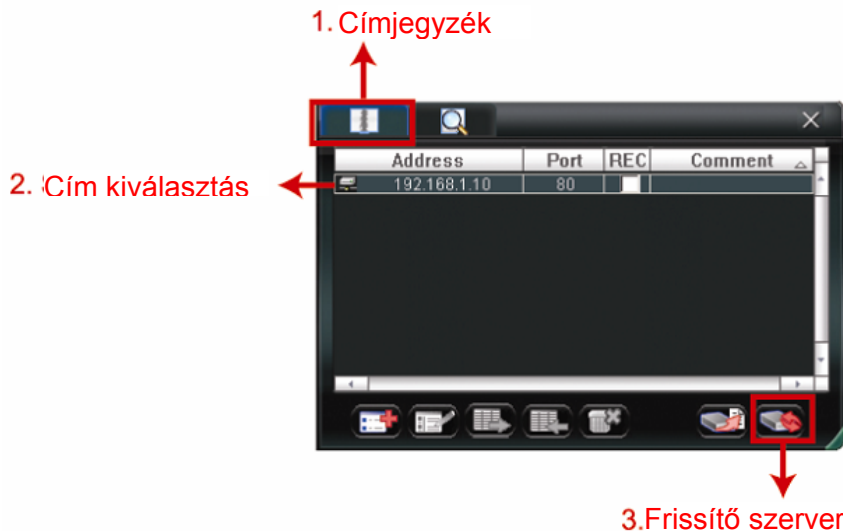 1. Címjegyzék
Address Port REC Comment
2. Cím kiválasztás
192.168.1.10 80
3.Frissítő szerver